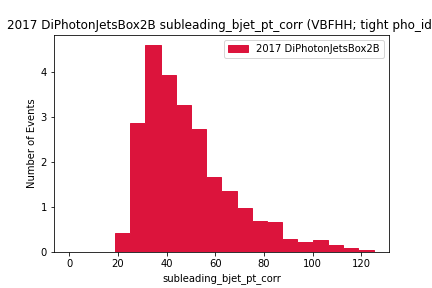 2017 DiPhotonJetsBox2B subleading_bjet_pt_corr (VBFHH; tight pho_id
2017 DiPhotonJetsBox2B
Number of Events
4
3
2
1
0
0 20 40 60 80 100 120
subleading_bjet_pt_corr